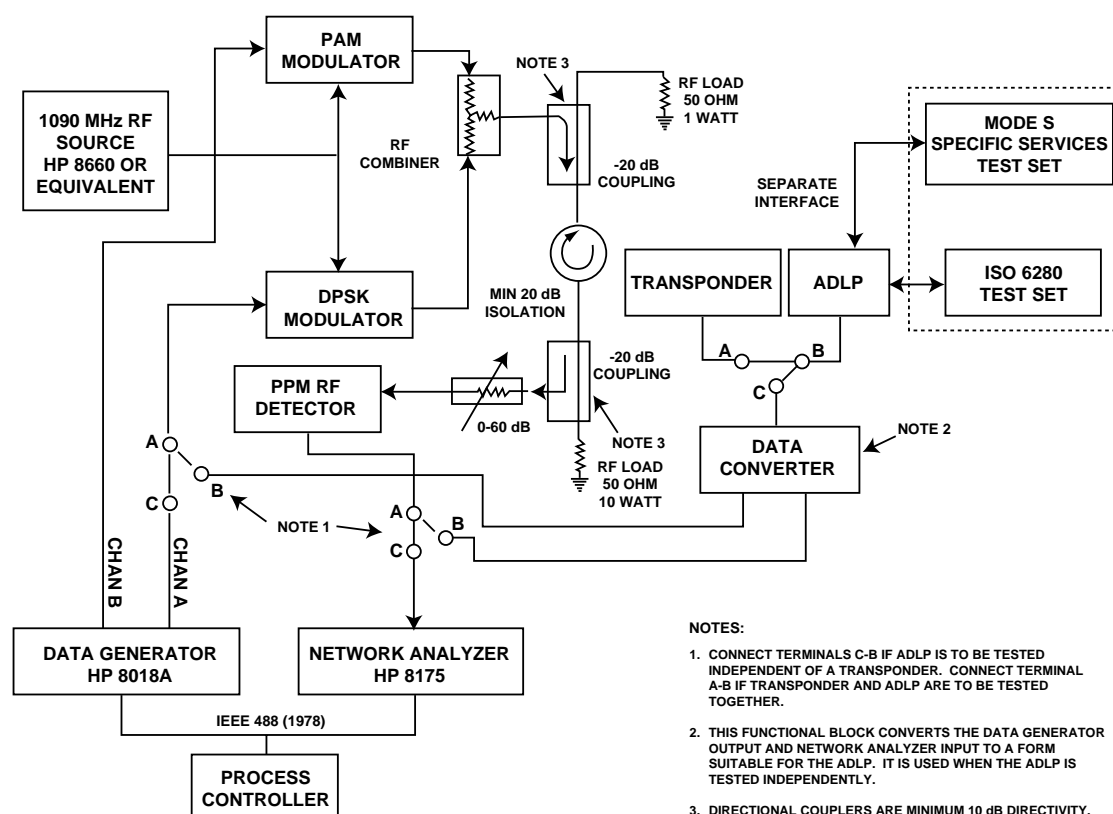 PAM
MODULATOR
NOTE 3
RF LOAD
50 OHM
1 WATT
1090 MHz RF
SOURCE
HP 8660 OR
EQUIVALENT
RF
COMBINER
-20 dB
COUPLING
MODE S
SPECIFIC SERVICES
TEST SET
SEPARATE
INTERFACE
DPSK
MODULATOR
MIN 20 dB
ISOLATION
TRANSPONDER
ADLP
ISO 6280
TEST SET
A
B
C
PPM RF
DETECTOR
0-60 dB
-20 dB
COUPLING
NOTE 3
RF LOAD
50 OHM
10 WATT
DATA
CONVERTER
NOTE 2
A
B
C
NOTE 1
A
B
C
CHAN B
CHAN A
DATA GENERATOR
HP 8018A
NETWORK ANALYZER
HP 8175
IEEE 488 (1978)
PROCESS
CONTROLLER
NOTES:
1. CONNECT TERMINALS C-B IF ADLP IS TO BE TESTED
INDEPENDENT OF A TRANSPONDER. CONNECT TERMINAL
A-B IF TRANSPONDER AND ADLP ARE TO BE TESTED
TOGETHER.
2. THIS FUNCTIONAL BLOCK CONVERTS THE DATA GENERATOR
OUTPUT AND NETWORK ANALYZER INPUT TO A FORM
SUITABLE FOR THE ADLP. IT IS USED WHEN THE ADLP IS
TESTED INDEPENDENTLY.
3. DIRECTIONAL COUPLERS ARE MINIMUM 10 dB DIRECTIVITY.